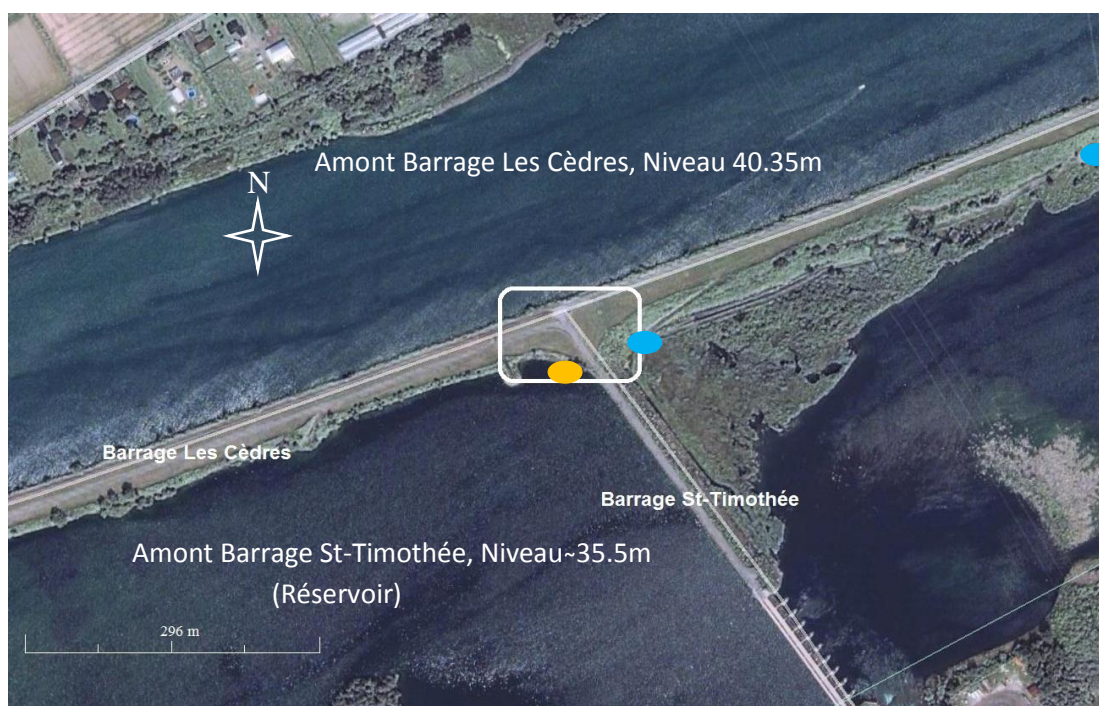 Amont Barrage Les Cèdres, Niveau 40.35m
N
Barrage Les Cèdres
Barrage St-Timothée
Amont Barrage St-Timothée, Niveau~35.5m
(Réservoir)
296 m